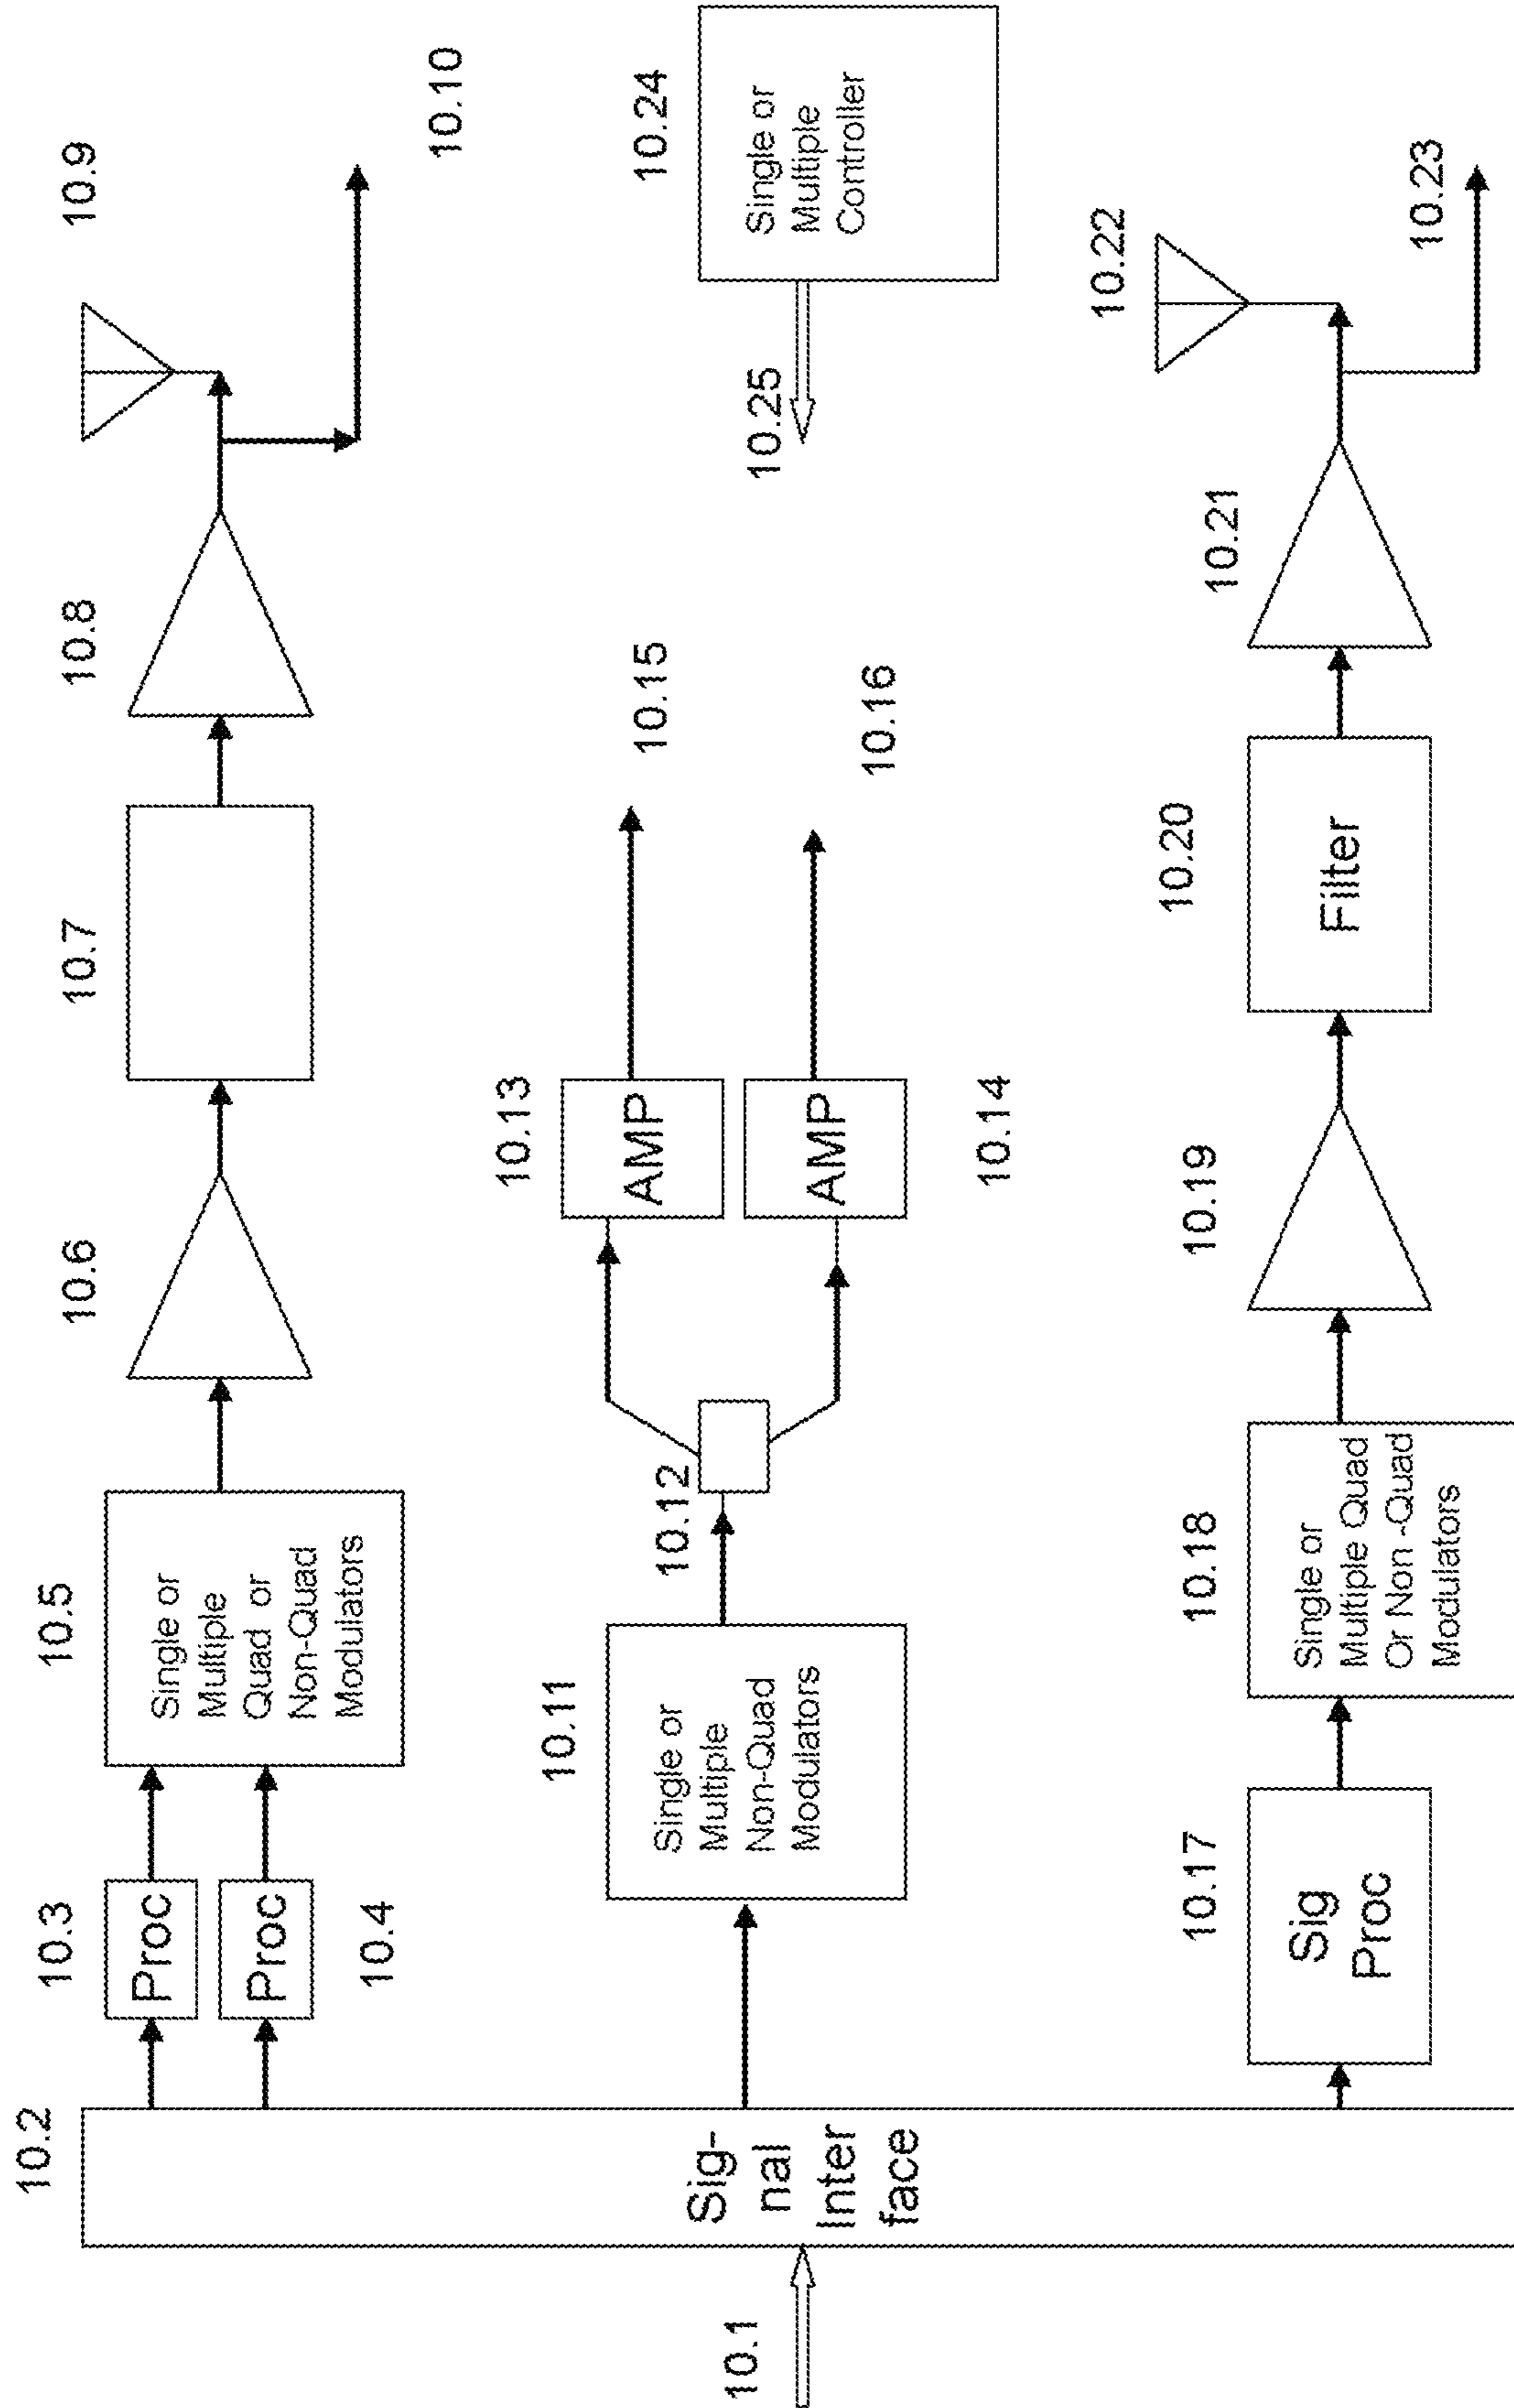 10.1
10.2
Sig-
nal
Inter
face
10.3
Proc
Proc
10.4
10.5
Single or
Multiple
Quad or
Non-Quad
Modulators
10.6
10.7
10.8
10.9
10.10
10.11
Single or
Multiple
Non-Quad
Modulators
10.12
10.13
AMP
AMP
10.14
10.15
10.16
10.24
Single or
Multiple
Controller
10.25
10.17
Sig
Proc
10.18
Single or
Multiple Quad
Or Non -Quad
Modulators
10.19
10.20
Filter
10.21
10.22
10.23